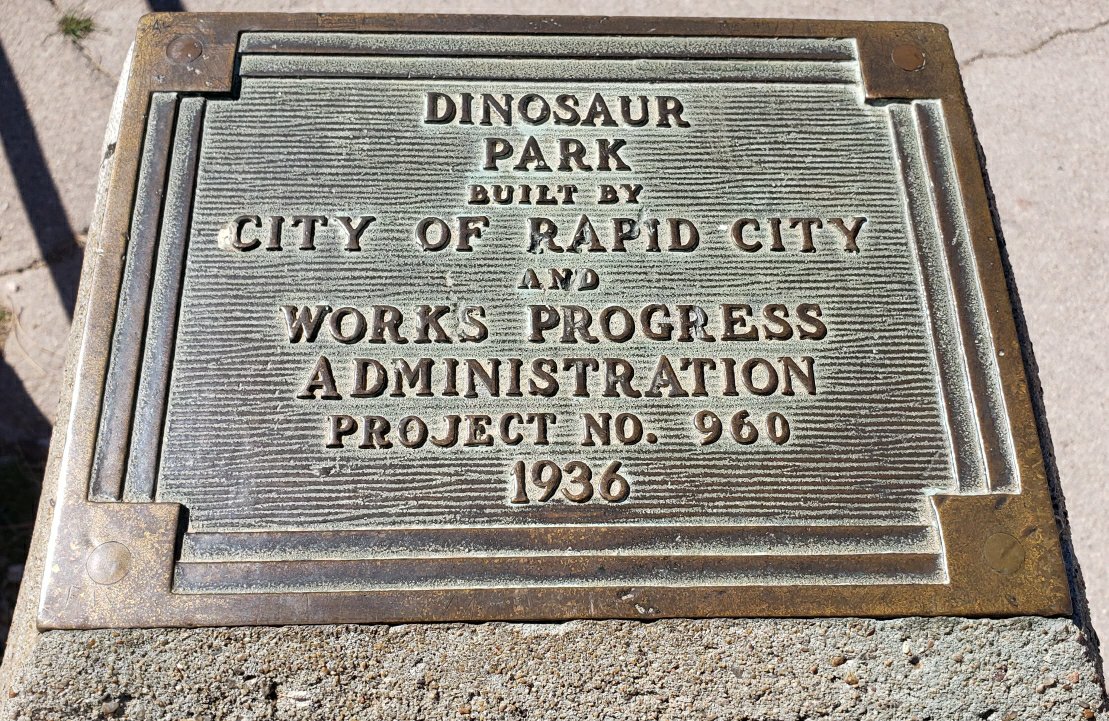 DINOSAUR
PARK
BUILT BY
CITY OF RAPID CITY
AND
WORKS PROGRESS
ADMINISTRATION
PROJECT NO. 960
1936